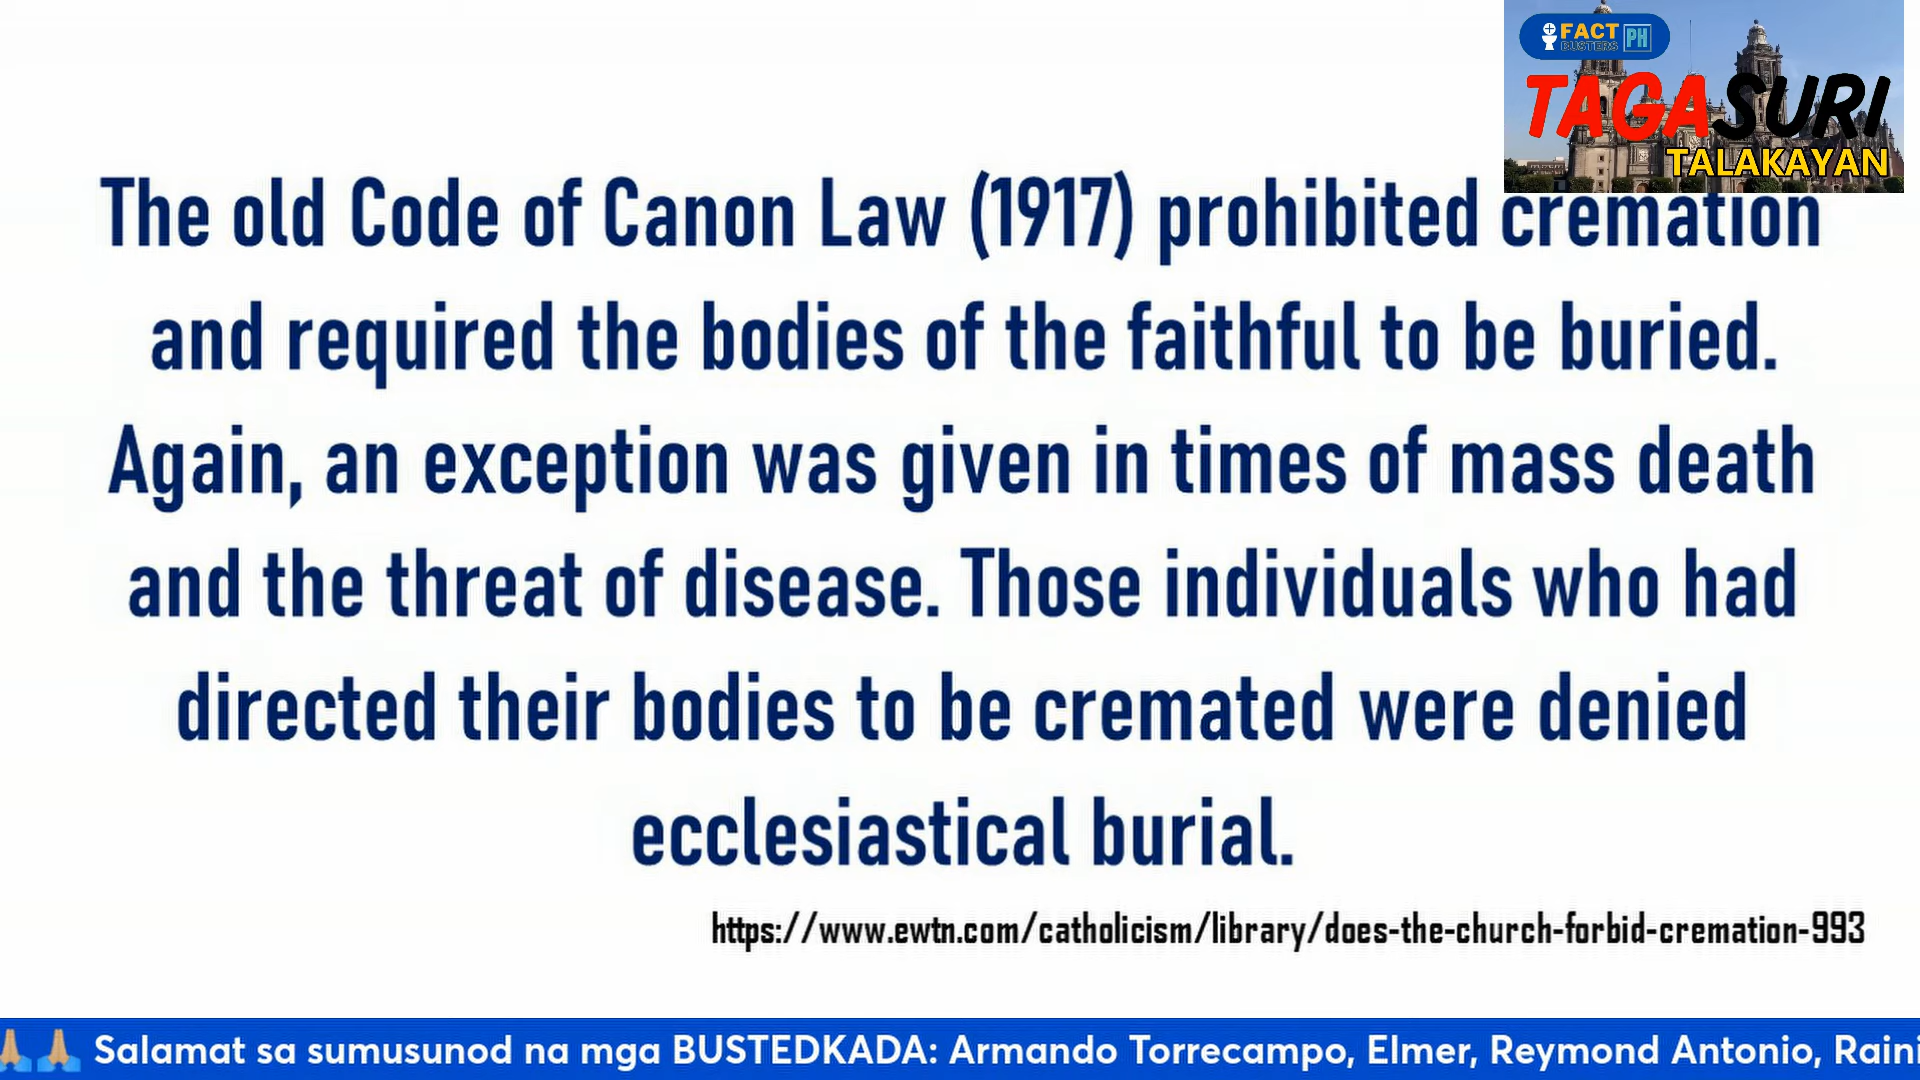 FACT
BUSTERS
PH
TAGASURI
TALAKAYAN
The old Code of Canon Law (1917) prohibited cremation
and required the bodies of the faithful to be buried.
Again, an exception was given in times of mass death
and the threat of disease. Those individuals who had
directed their bodies to be cremated were denied
ecclesiastical burial.
https://www.ewtn.com/catholicism/library/does-the-church-forbid-cremation-993
Salamat sa sumusunod na mga BUSTEDKADA: Armando Torrecampo, Elmer, Reymond Antonio, Raini